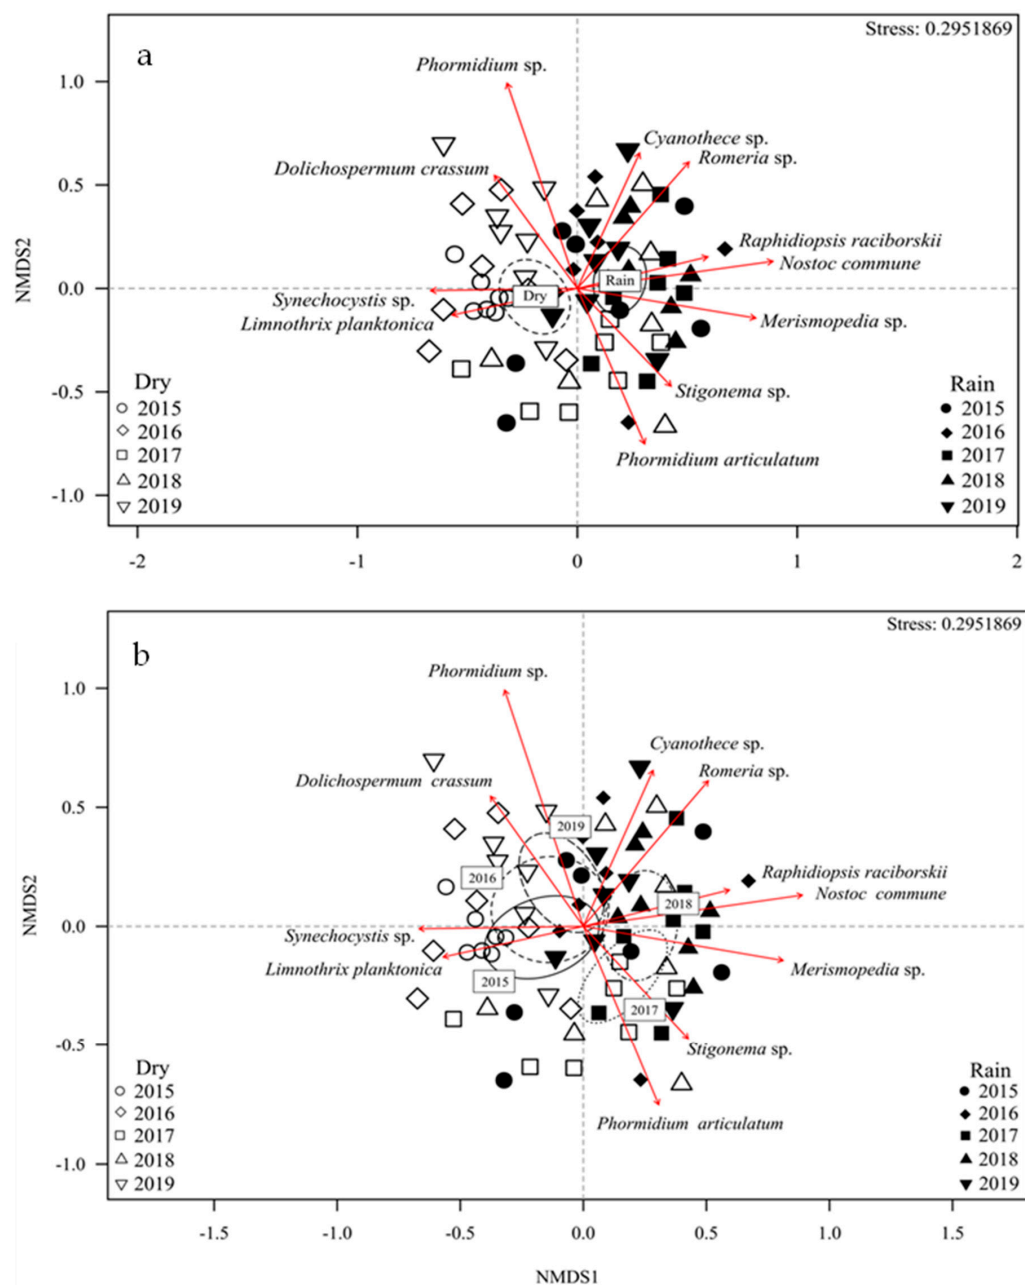 a
Stress: 0.2951869
Phormidium sp.
Cyanothece sp.
Romeria sp.
Dolichospermum crassum
Raphidiopsis raciborskii
Nostoc commune
Synechocystis sp.
Dry
Rain
Limnothrix planktonica
Merismopedia sp.
Stigonema sp.
Phormidium articulatum
NMDS2
1.0
0.5
0.0
-0.5
-1.0
Dry
2015
2016
2017
2018
2019
Rain
2015
2016
2017
2018
2019
-2
-1
0
1
2
b
Stress: 0.2951869
Phormidium sp.
Cyanothece sp.
Romeria sp.
Dolichospermum crassum
2019
2016
Raphidiopsis raciborskii
Nostoc commune
2018
Synechocystis sp.
Limnothrix planktonica
Merismopedia sp.
2015
2017
Stigonema sp.
Phormidium articulatum
NMDS2
1.0
0.5
0.0
-0.5
-1.0
Dry
2015
2016
2017
2018
2019
Rain
2015
2016
2017
2018
2019
-1.5
-1.0
-0.5
0.0
0.5
1.0
1.5
NMDS1